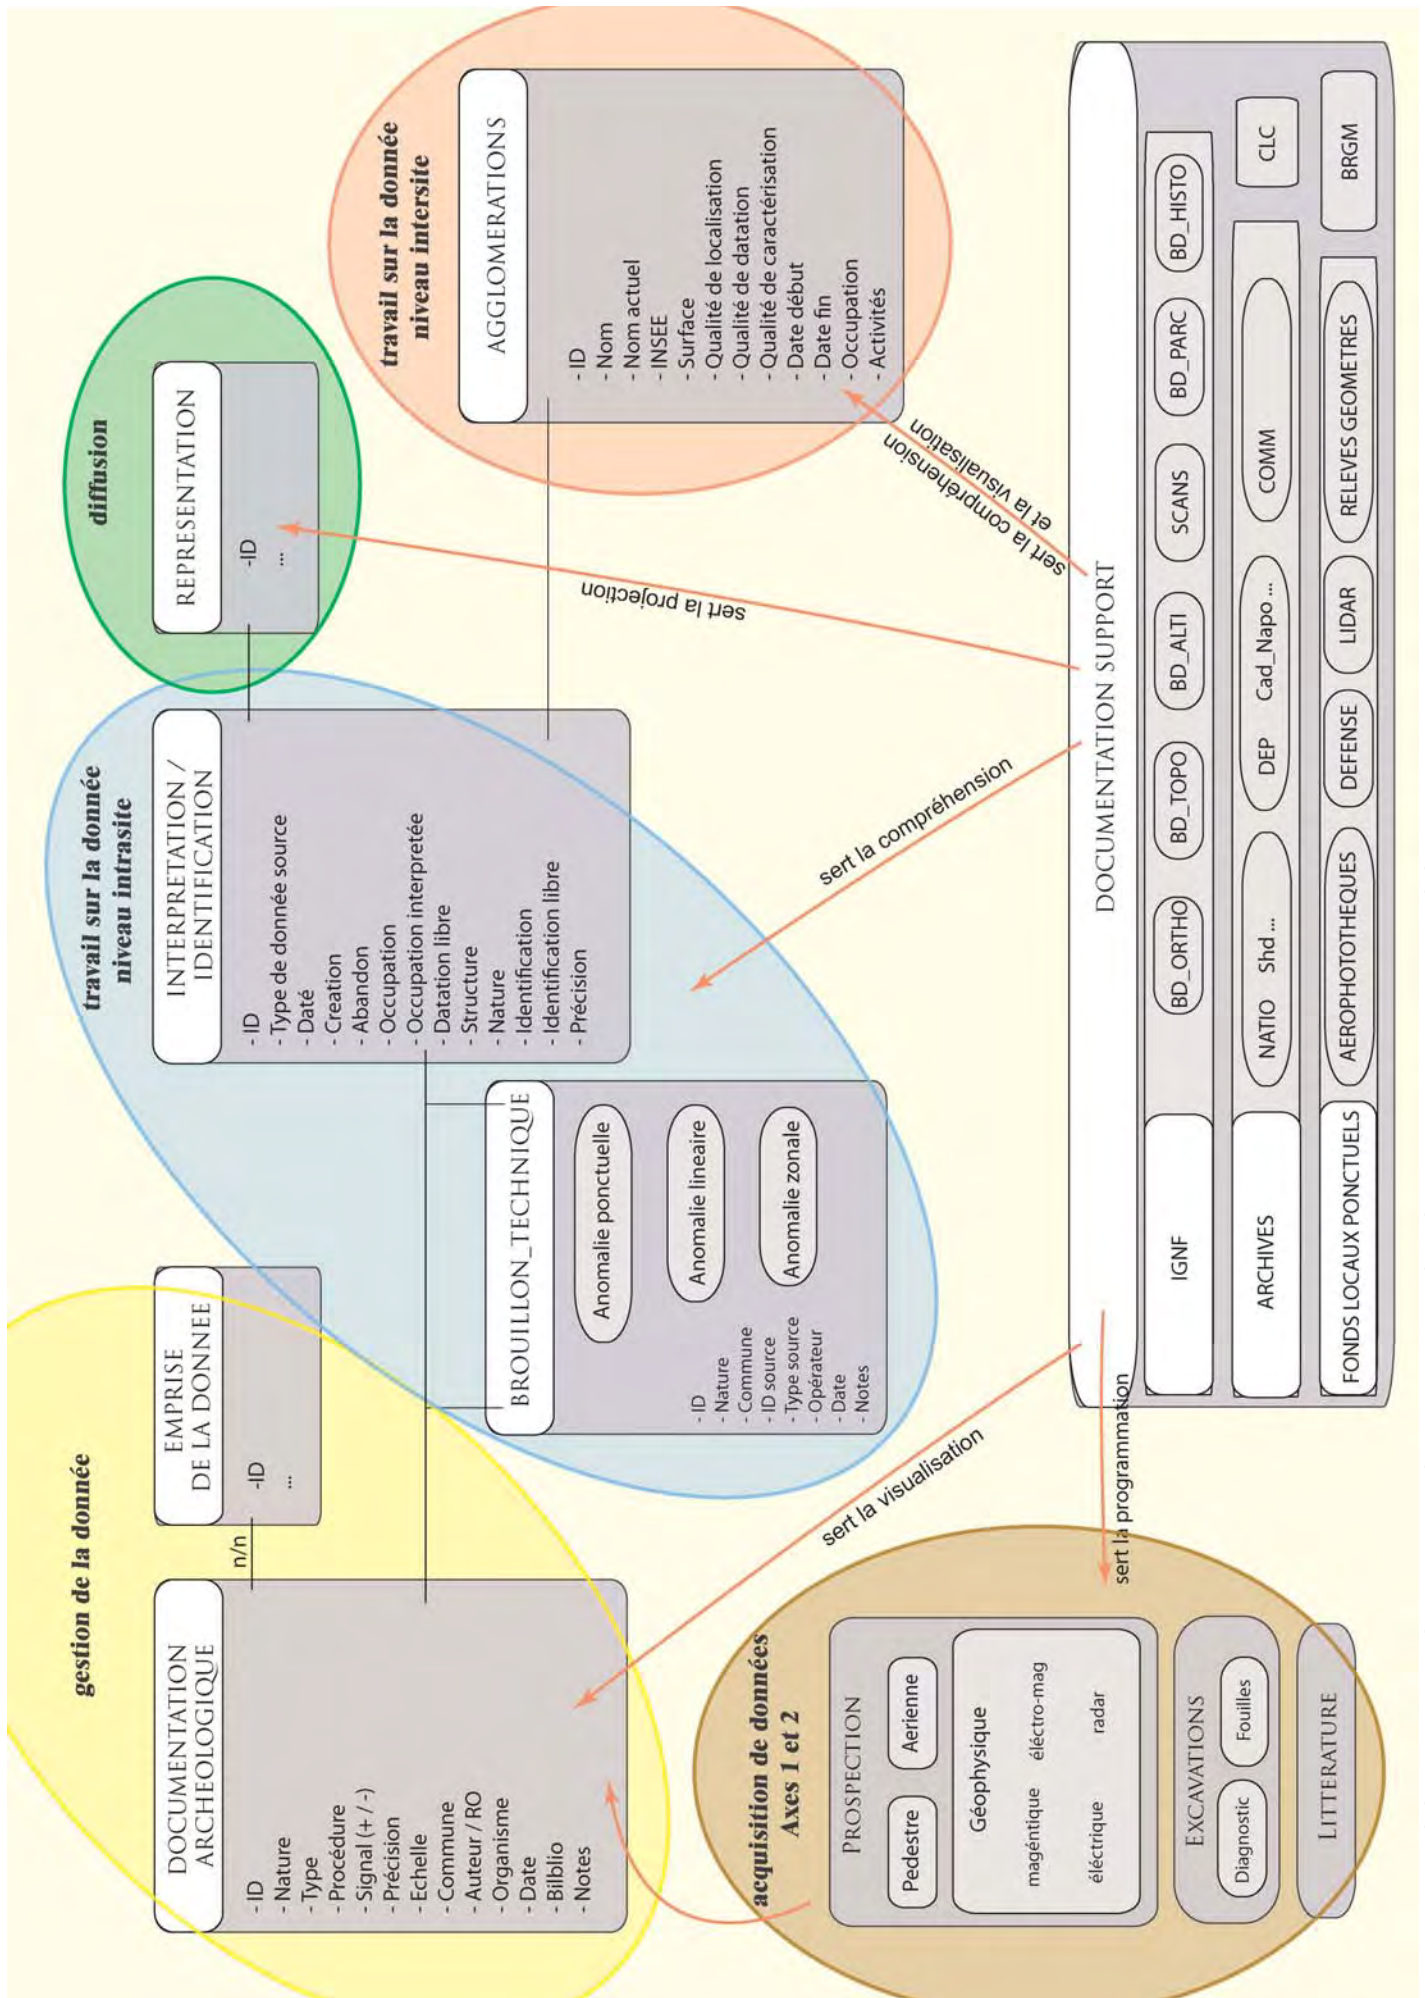 gestion de la donnée
DOCUMENTATION
ARCHEOLOGIQUE
- ID
- Nature
- Type
- Procédure
- Signal (+ / -)
- Précision
- Echelle
- Commune
- Auteur / RO
- Organisme
- Date
- Bilblio
- Notes
n/n
EMPRISE
DE LA DONNEE
-ID
...
travail sur la donnée
niveau intrasite
INTERPRETATION /
IDENTIFICATION
- ID
- Type de donnée source
- Daté
- Creation
- Abandon
- Occupation
- Occupation interpretée
- Datation libre
- Structure
- Nature
- Identification
- Identification libre
- Précision
BROUILLON_TECHNIQUE
Anomalie ponctuelle
Anomalie lineaire
Anomalie zonale
- ID
- Nature
- Commune
- ID source
- Type source
- Opérateur
- Date
- Notes
diffusion
REPRESENTATION
-ID
...
travail sur la donnée
niveau intersite
AGGLOMERATIONS
- ID
- Nom
- Nom actuel
- INSEE
- Surface
- Qualité de localisation
- Qualité de datation
- Qualité de caractérisation
- Date début
- Date fin
- Occupation
- Activités
acquisition de données
Axes 1 et 2
PROSPECTION
Pedestre
Aerienne
Géophysique
magéntique
éléctro-mag
éléctrique
radar
EXCAVATIONS
Diagnostic
Fouilles
LITTERATURE
sert la visualisation
sert la programmation
sert la compréhension
sert la projection
sert la compréhension
et la visualisation
DOCUMENTATION SUPPORT
IGNF
BD_ORTHO
BD_TOPO
BD_ALTI
SCANS
BD_PARC
BD_HISTO
ARCHIVES
NATIO Shd ...
DEP Cad_Napo ...
COMM
CLC
FONDS LOCAUX PONCTUELS
AEROPHOTOTHEQUES
DEFENSE
LIDAR
RELEVES GEOMETRES
BRGM